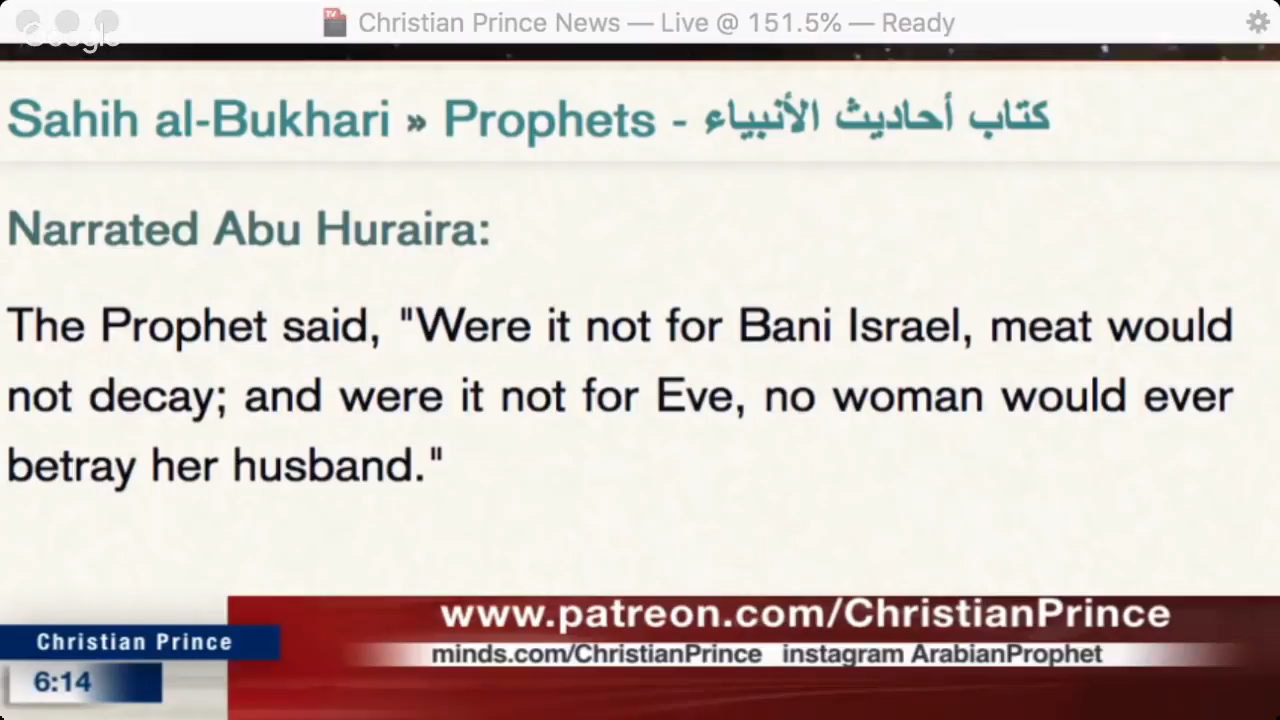 Christian Prince News — Live @ 151.5% — Ready
Google
Sahih al-Bukhari » Prophets - كتاب أحاديث الأنبياء
Narrated Abu Huraira:
The Prophet said, "Were it not for Bani Israel, meat would
not decay; and were it not for Eve, no woman would ever
betray her husband."
www.patreon.com/ChristianPrince
Christian Prince
minds.com/ChristianPrince instagram ArabianProphet
6:14